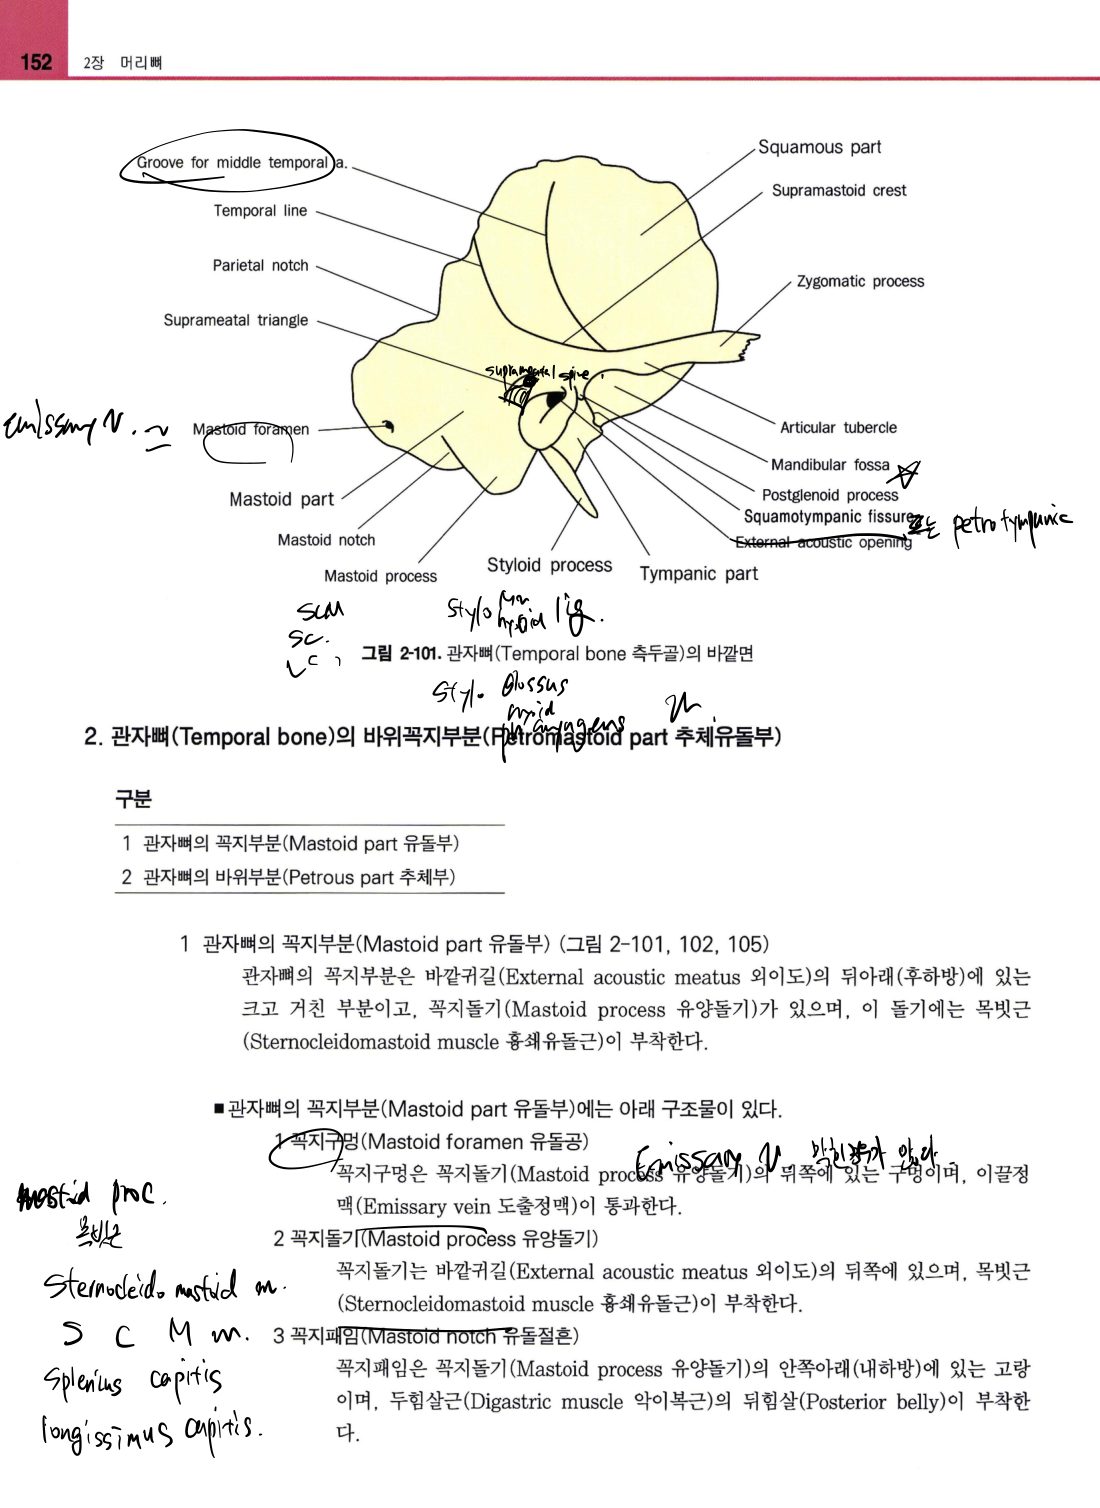 152 2장 머리뼈
Groove for middle temporal a.
Squamous part
Supramastoid crest
Temporal line
Parietal notch
Zygomatic process
Suprameatal triangle
suprameatal spine
emissary v.
Mastoid foramen
Articular tubercle
Mandibular fossa
Mastoid part
Postglenoid process
Squamotympanic fissure
또는 petrotympanic
Mastoid notch
External acoustic opening
Mastoid process
Styloid process
Tympanic part
SCM
Stylo hyoid lig.
SC.
LC
그림 2-101. 관자뼈(Temporal bone 측두골)의 바깥면
Stylo glossus
hyoid
2. 관자뼈(Temporal bone)의 바위꼭지부분(Petromastoid part 추체유돌부)
구분
1 관자뼈의 꼭지부분(Mastoid part 유돌부)
2 관자뼈의 바위부분(Petrous part 추체부)
1 관자뼈의 꼭지부분(Mastoid part 유돌부) (그림 2-101, 102, 105)
관자뼈의 꼭지부분은 바깥귀길(External acoustic meatus 외이도)의 뒤아래(후하방)에 있는
크고 거친 부분이고, 꼭지돌기(Mastoid process 유양돌기)가 있으며, 이 돌기에는 목빗근
(Sternocleidomastoid muscle 흉쇄유돌근)이 부착한다.
■관자뼈의 꼭지부분(Mastoid part 유돌부)에는 아래 구조물이 있다.
1 꼭지구멍(Mastoid foramen 유돌공)
Emissary v. 막힌 경우가 있다.
꼭지구멍은 꼭지돌기(Mastoid process 유양돌기)의 뒤쪽에 있는 구멍이며, 이끌정
맥(Emissary vein 도출정맥)이 통과한다.
mastoid proc.
목빗근
2 꼭지돌기(Mastoid process 유양돌기)
꼭지돌기는 바깥귀길(External acoustic meatus 외이도)의 뒤쪽에 있으며, 목빗근
(Sternocleidomastoid muscle 흉쇄유돌근)이 부착한다.
Sternocleido mastoid m.
S C M m.
3 꼭지패임(Mastoid notch 유돌절흔)
꼭지패임은 꼭지돌기(Mastoid process 유양돌기)의 안쪽아래(내하방)에 있는 고랑
이며, 두힘살근(Digastric muscle 악이복근)의 뒤힘살(Posterior belly)이 부착한
다.
Splenius capitis
longissimus capitis.